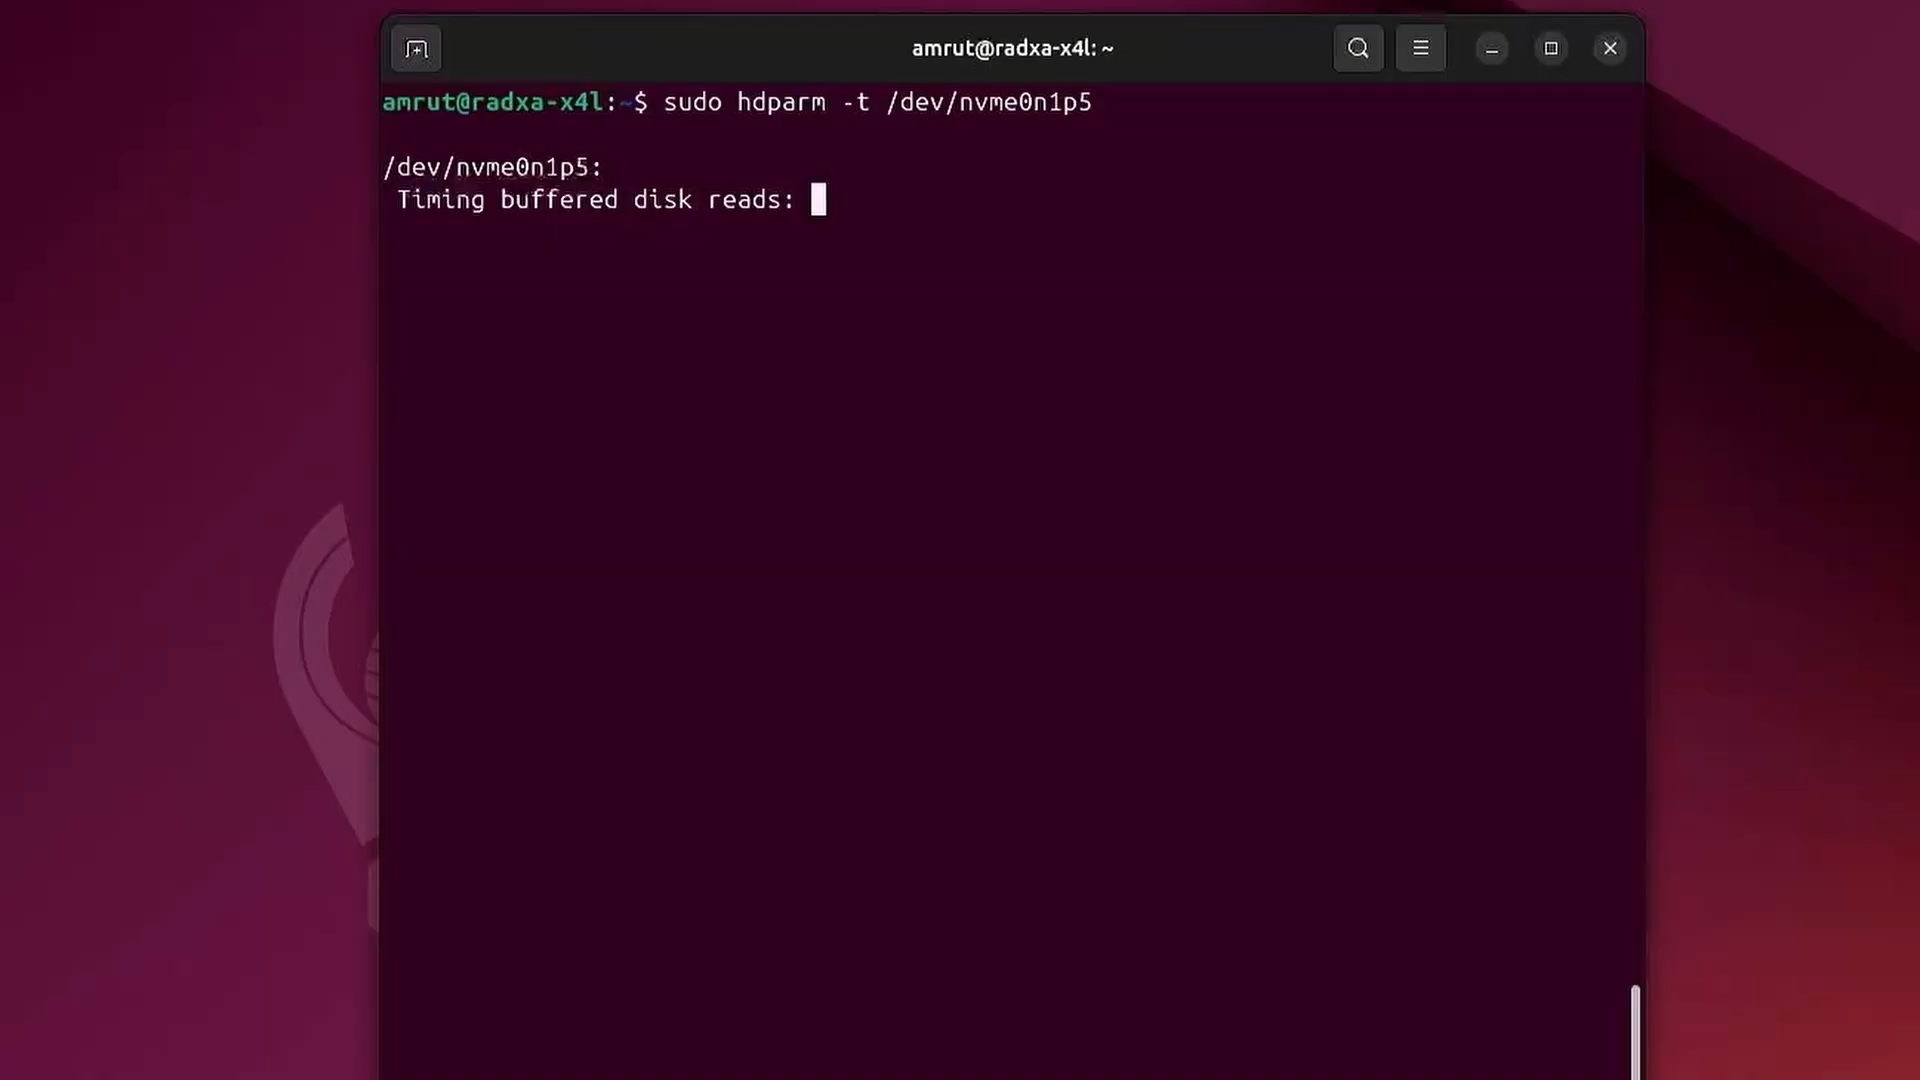 amrut@radxa-x4l: ~
amrut@radxa-x4l:~$ sudo hdparm -t /dev/nvme0n1p5
/dev/nvme0n1p5:
Timing buffered disk reads: